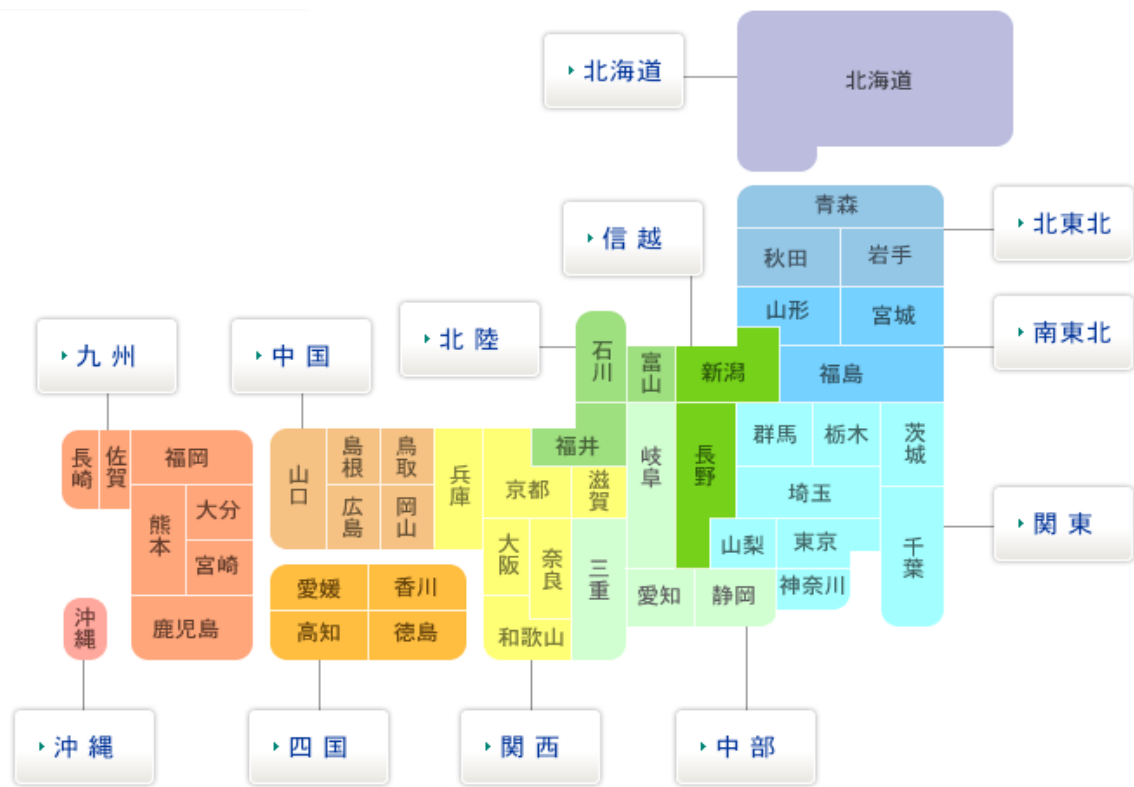 北海道
北海道
青森
北東北
信越
秋田
岩手
山形
宮城
南東北
九州
中国
北陸
石川
富山
新潟
福島
長崎
佐賀
福岡
山口
島根
鳥取
兵庫
福井
岐阜
長野
群馬
栃木
茨城
京都
滋賀
埼玉
熊本
大分
広島
岡山
関東
宮崎
大阪
奈良
三重
山梨
東京
千葉
愛媛
香川
愛知
静岡
神奈川
沖縄
鹿児島
高知
徳島
和歌山
沖縄
四国
関西
中部